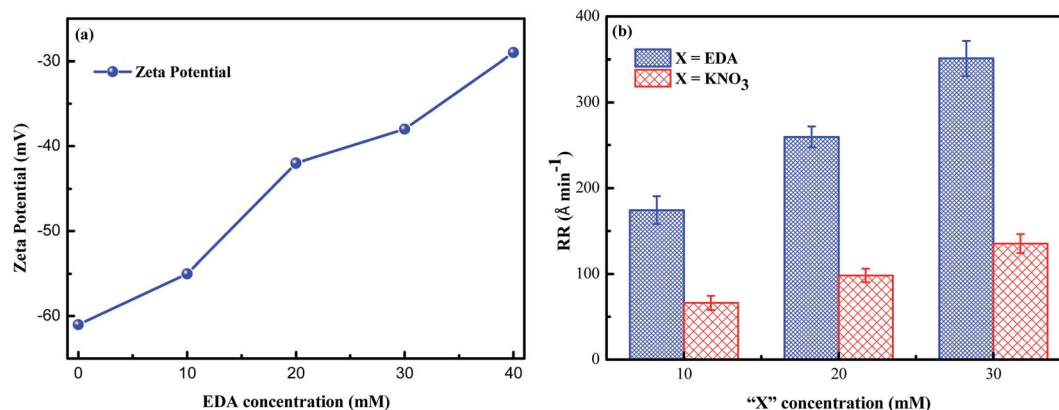 (a)
Zeta Potential
Zeta Potential (mV)
-30
-40
-50
-60
0 10 20 30 40
EDA concentration (mM)
(b)
X = EDA
X = KNO₃
RR (Å min⁻¹)
400
300
200
100
0
10 20 30
“X” concentration (mM)